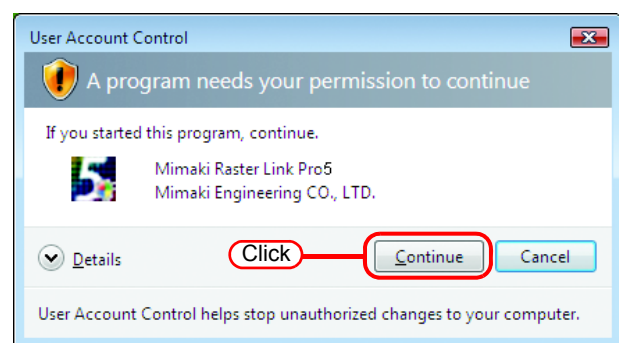 User Account Control
A program needs your permission to continue
If you started this program, continue.
5
Mimaki Raster Link Pro5
Mimaki Engineering CO., LTD.
Details
Click
Continue
Cancel
User Account Control helps stop unauthorized changes to your computer.